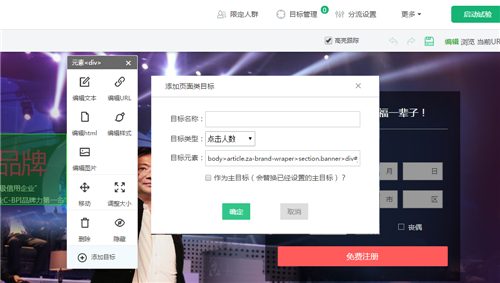 限定人群 目标管理 2 分流设置 更多 启动试验
高亮跟踪 编辑 浏览 当前UR
元素<div> ×
编辑文本 编辑URL
编辑html 编辑样式
编辑图片
移动 调整大小
删除 隐藏
添加目标
添加页面类目标 ×
目标名称：
目标类型： 点击人数
目标元素： body>article.za-brand-wraper>section.banner>div#
作为主目标（会替换已经设置的主目标）？
确定 取消
品牌
级信用企业"
C-BPI品牌力第一
福一辈子！
月 日
市 区
丧偶
免费注册